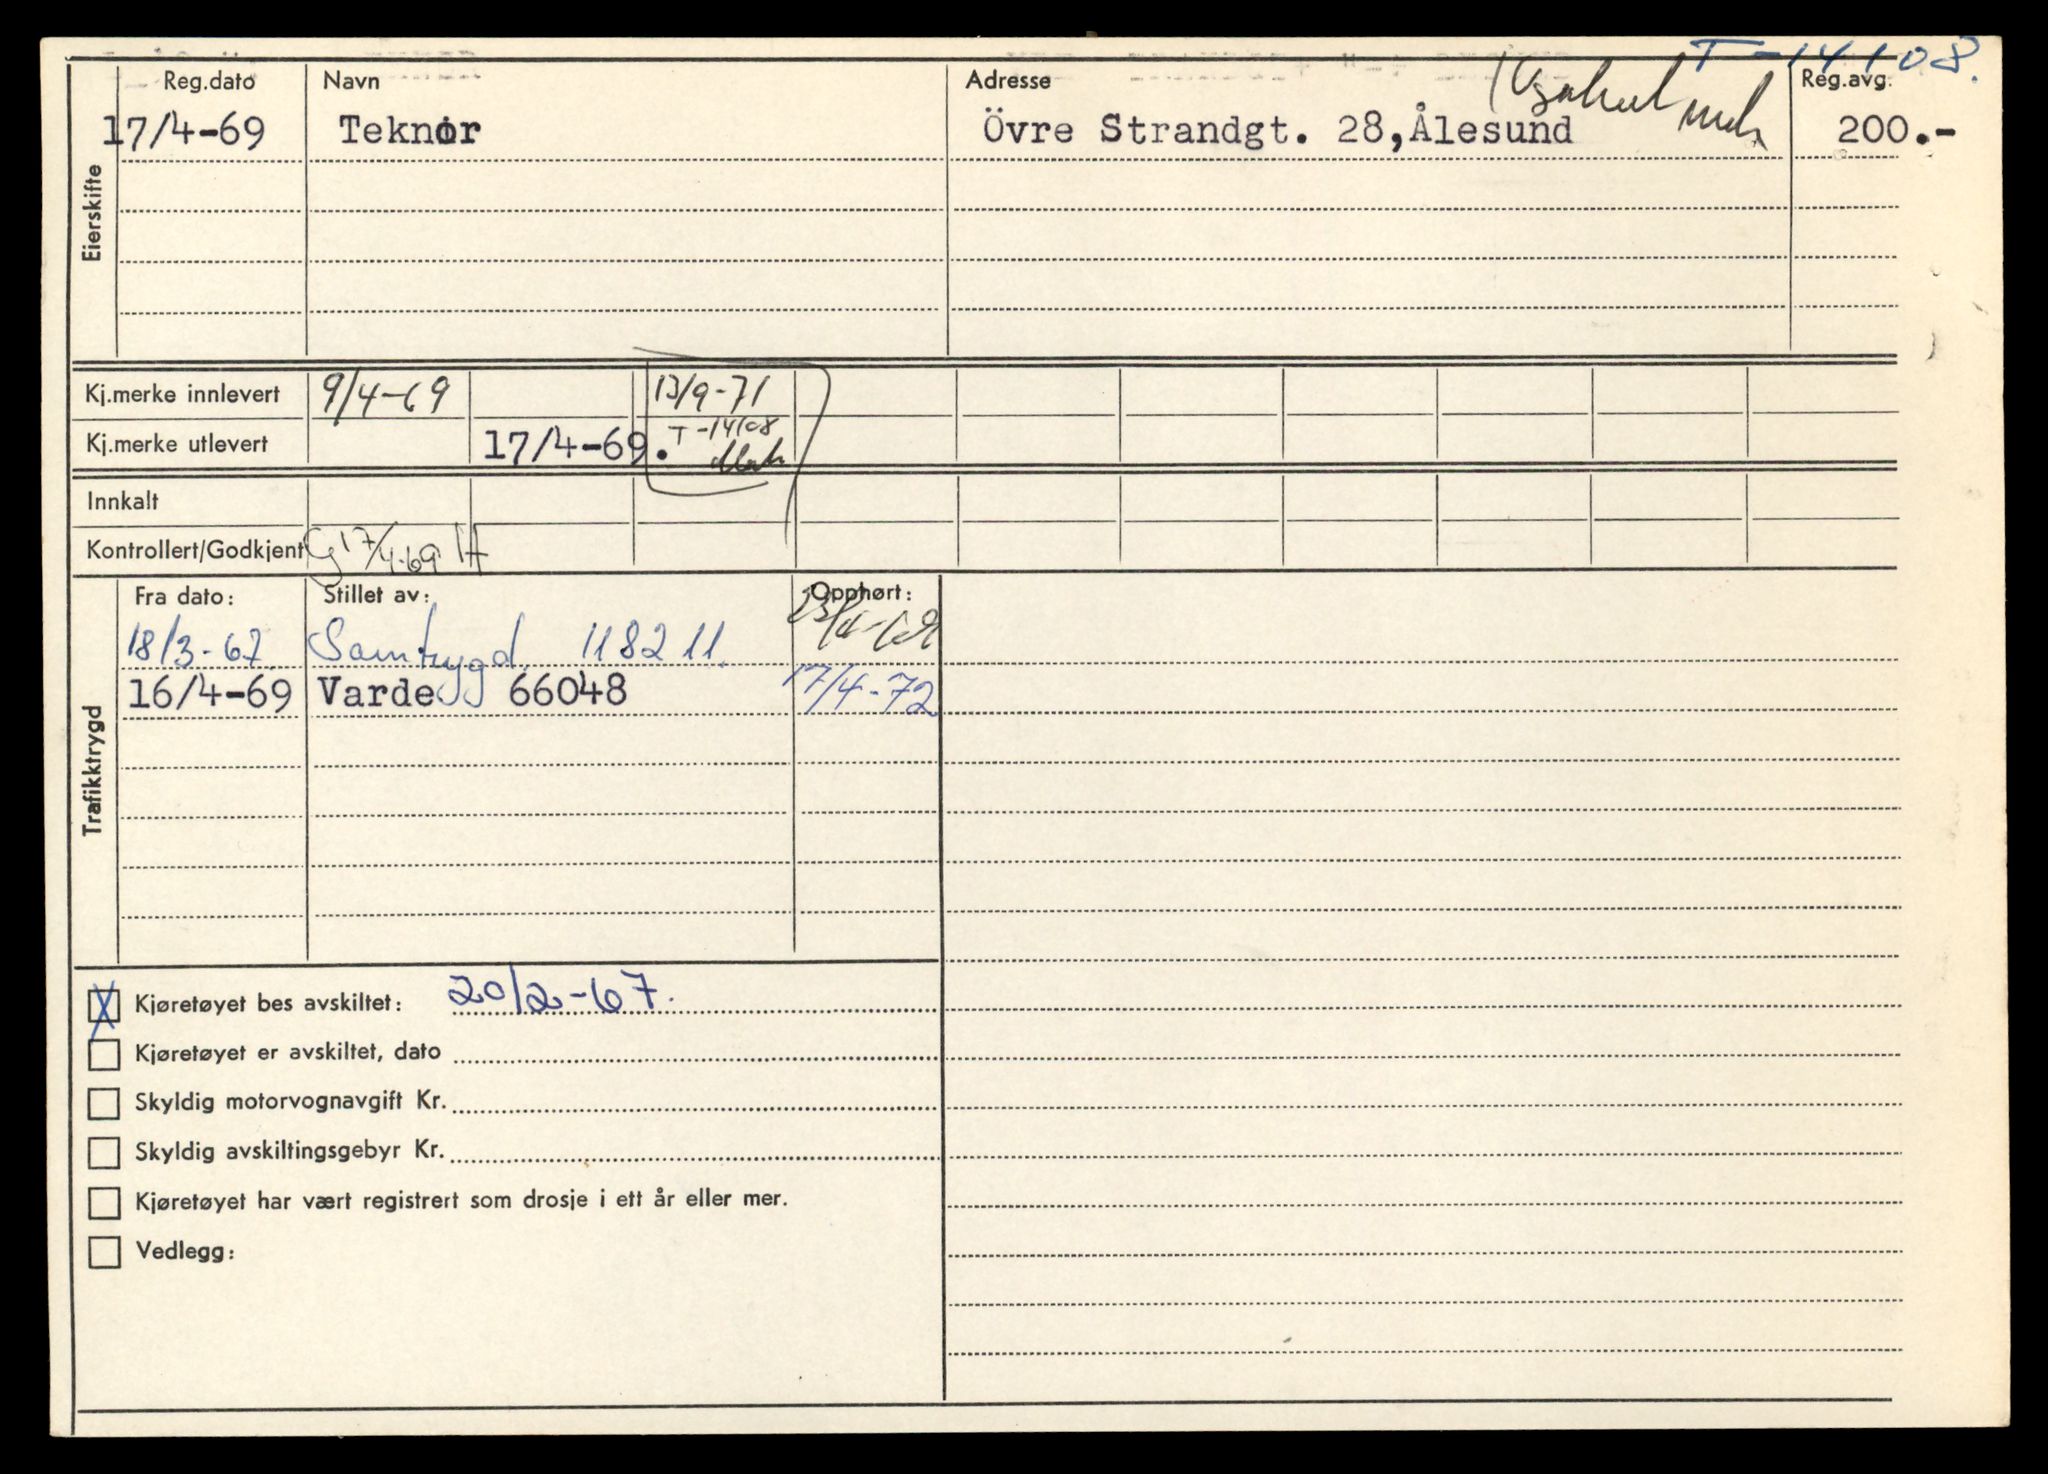 T-14108.
Reg.dato Navn Adresse Reg.avg.
17/4-69 Teknor Övre Strandgt. 28,Ålesund 200.-
Eierskifte
Kj.merke innlevert 9/4-69 13/9-71
Kj.merke utlevert 17/4-69. T-14108
Innkalt
Kontrollert/Godkjent G 17/4-69
Fra dato: Stillet av: Opphørt:
18/3-67 Samtrygd. 118211.
16/4-69 Varde 66048 17/4-72
Trafikktrygd
X Kjøretøyet bes avskiltet: 20/2-67.
Kjøretøyet er avskiltet, dato
Skyldig motorvognavgift Kr.
Skyldig avskiltingsgebyr Kr.
Kjøretøyet har vært registrert som drosje i ett år eller mer.
Vedlegg: